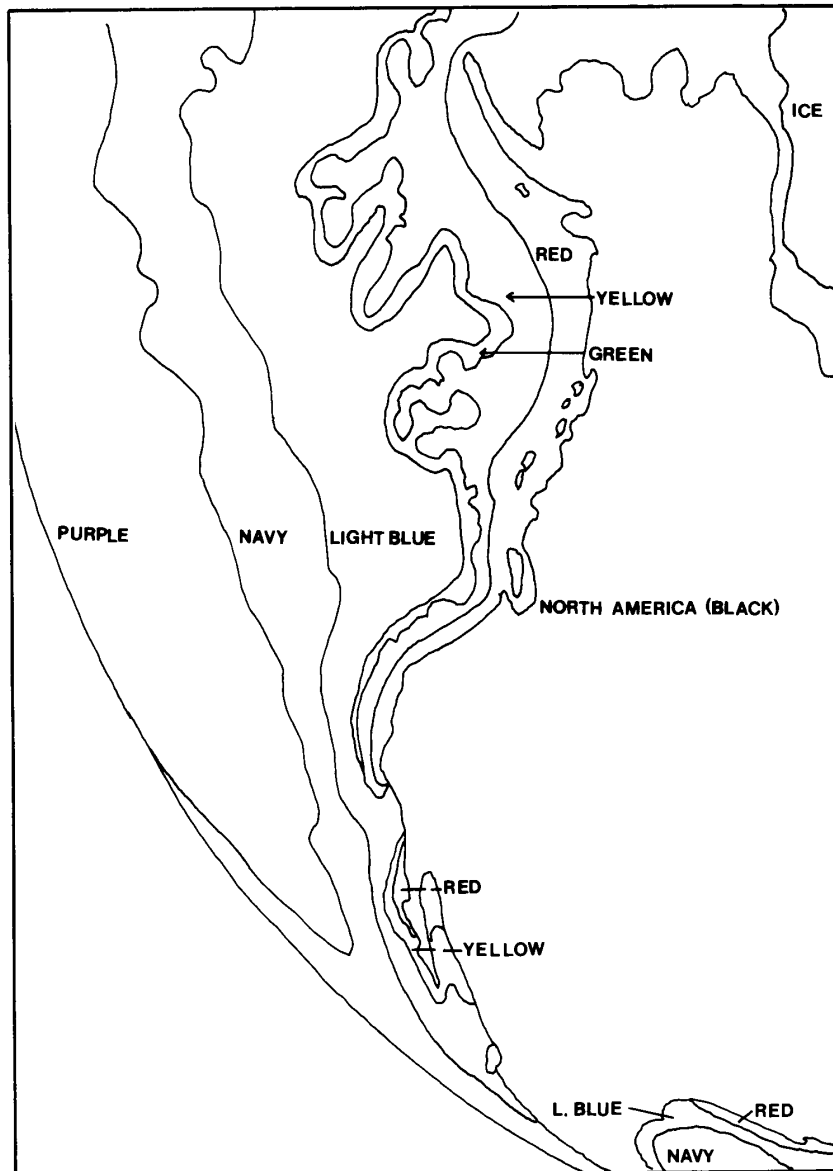 ICE
RED
YELLOW
GREEN
PURPLE
NAVY
LIGHT BLUE
NORTH AMERICA (BLACK)
RED
YELLOW
L. BLUE
RED
NAVY